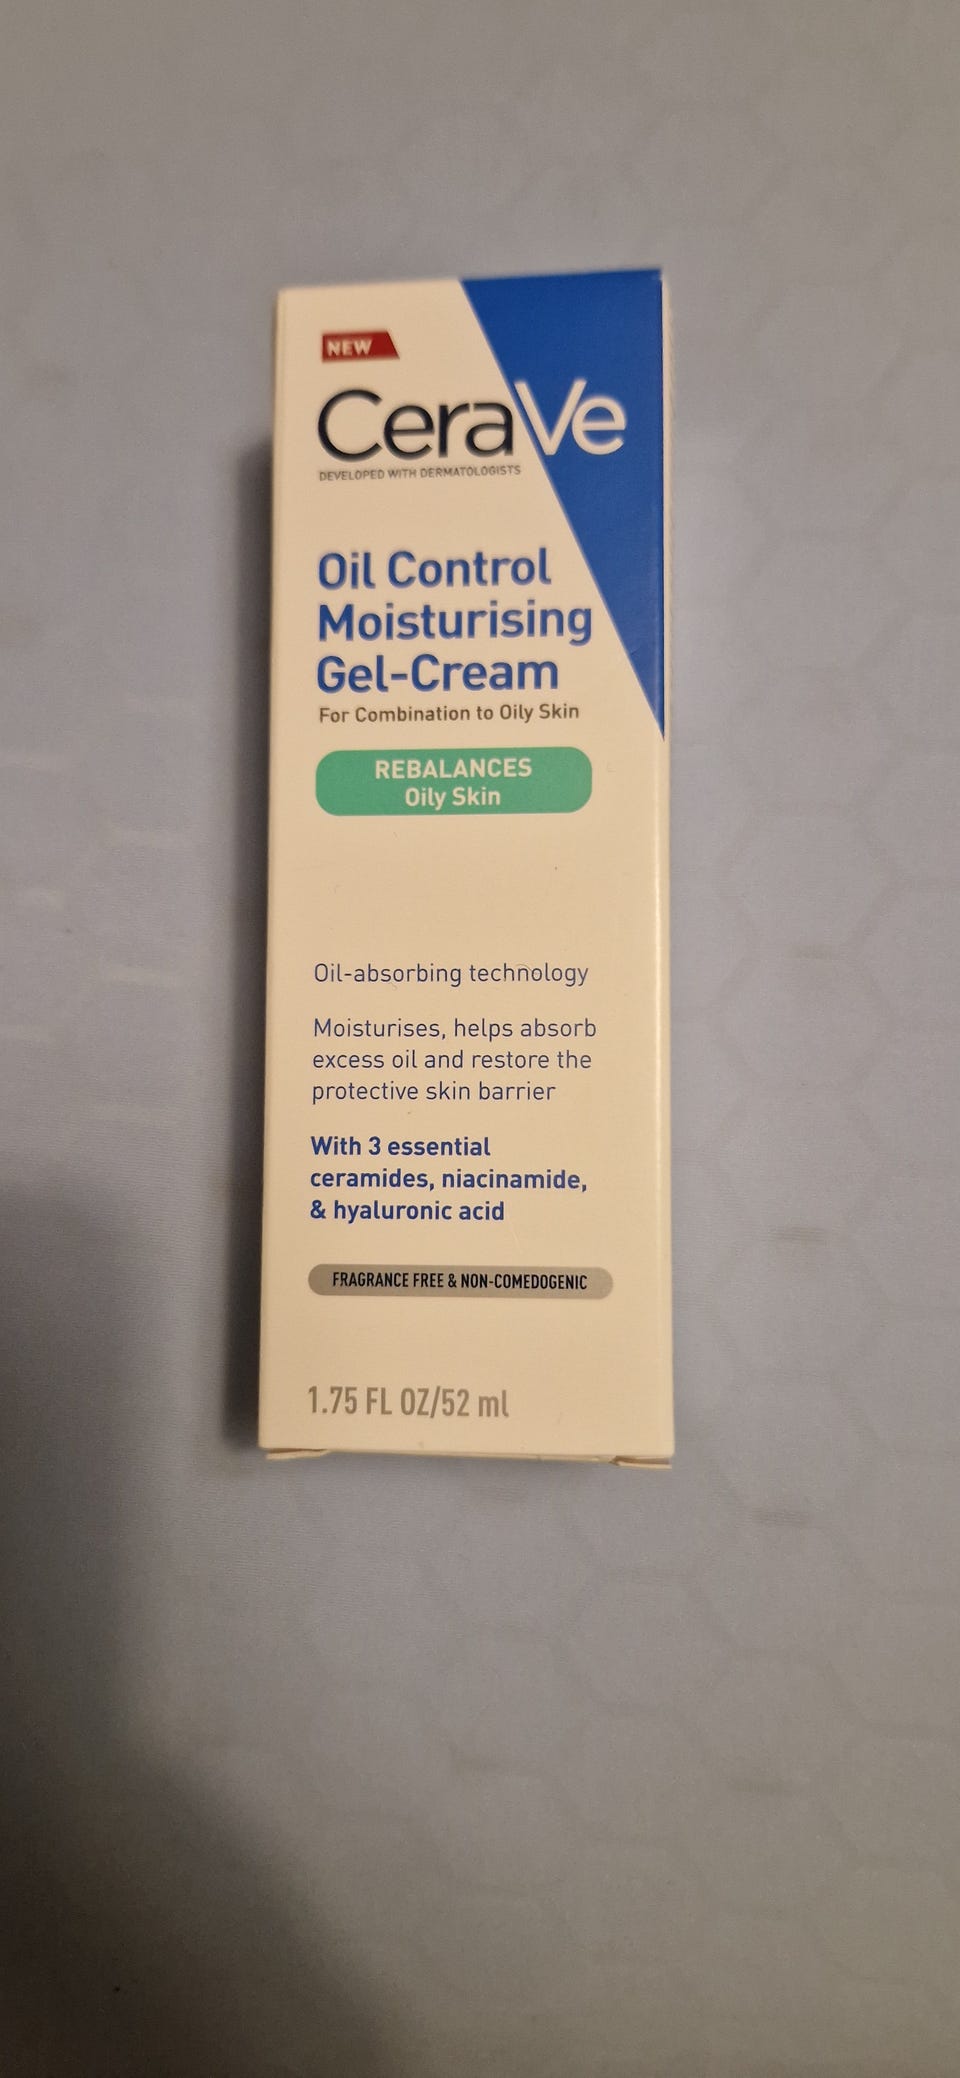 NEW
CeraVe
DEVELOPED WITH DERMATOLOGISTS
Oil Control
Moisturising
Gel-Cream
For Combination to Oily Skin
REBALANCES
Oily Skin
Oil-absorbing technology
Moisturises, helps absorb
excess oil and restore the
protective skin barrier
With 3 essential
ceramides, niacinamide,
& hyaluronic acid
FRAGRANCE FREE & NON-COMEDOGENIC
1.75 FL OZ/52 ml